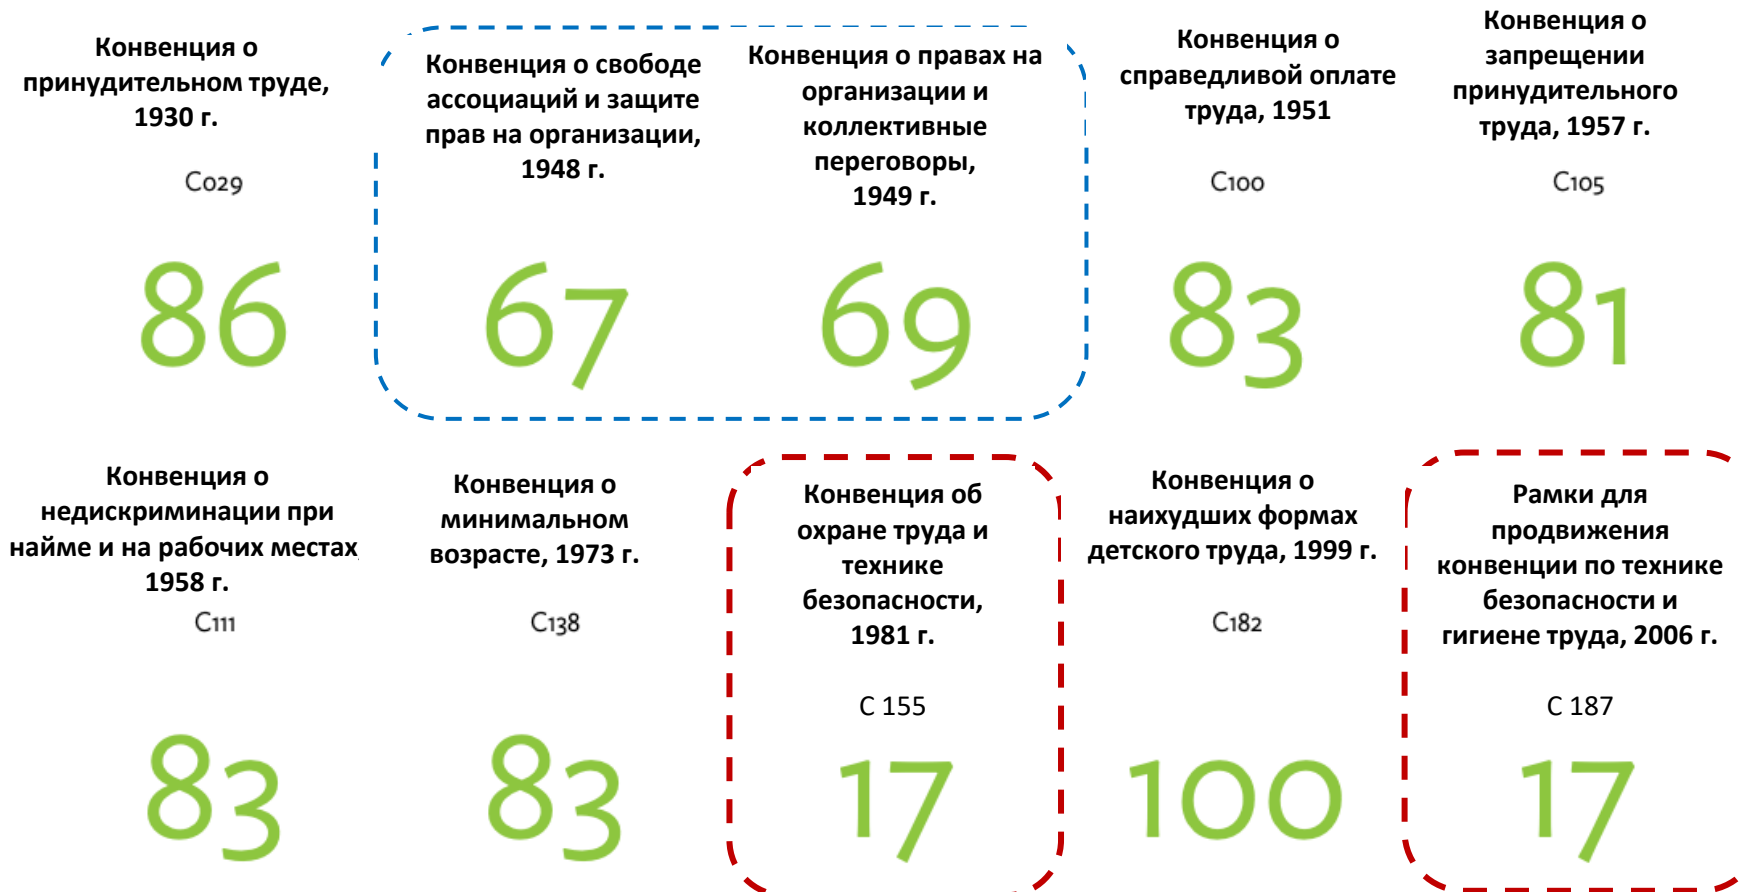 Конвенция о
принудительном труде,
1930 г.
C029
86
Конвенция о свободе
ассоциаций и защите
прав на организации,
1948 г.
67
Конвенция о правах на
организации и
коллективные
переговоры,
1949 г.
69
Конвенция о
справедливой оплате
труда, 1951
C100
83
Конвенция о
запрещении
принудительного
труда, 1957 г.
C105
81
Конвенция о
недискриминации при
найме и на рабочих местах
1958 г.
C111
83
Конвенция о
минимальном
возрасте, 1973 г.
C138
83
Конвенция об
охране труда и
технике
безопасности,
1981 г.
C 155
17
Конвенция о
наихудших формах
детского труда, 1999 г.
C182
100
Рамки для
продвижения
конвенции по технике
безопасности и
гигиене труда, 2006 г.
C 187
17